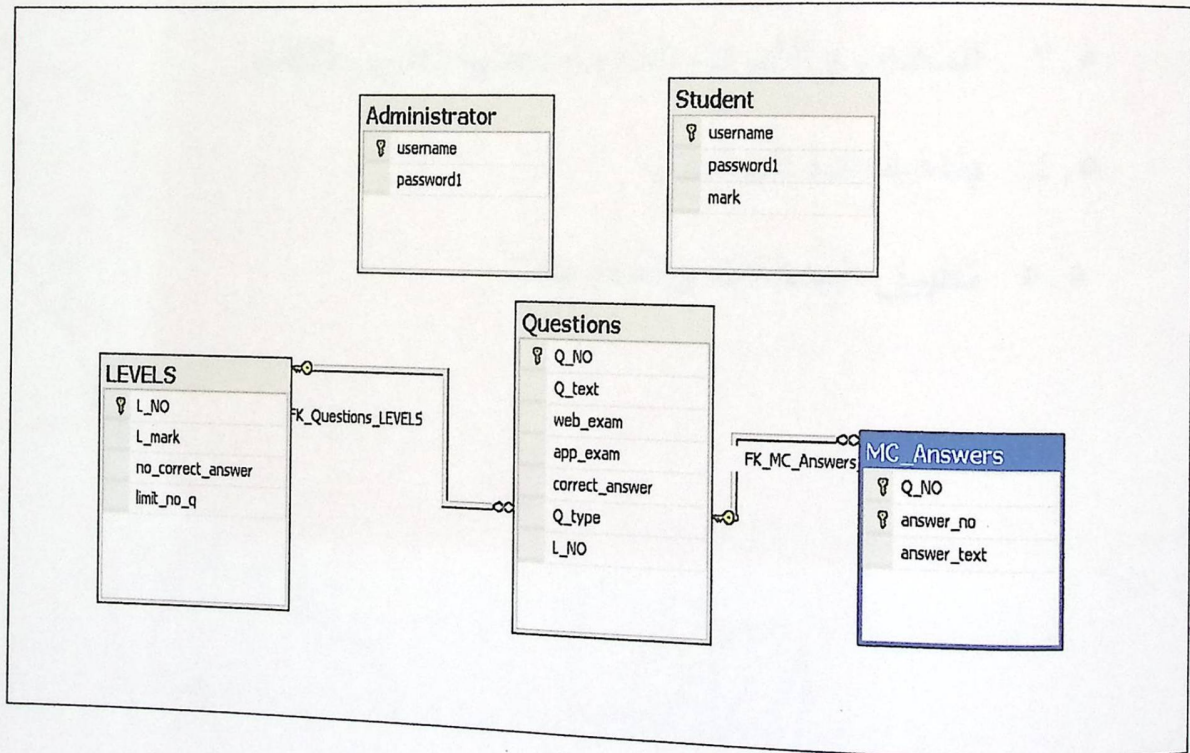 Administrator
username
password1
Student
username
password1
mark
LEVELS
L_NO
L_mark
no_correct_answer
limit_no_q
FK_Questions_LEVELS
Questions
Q_NO
Q_text
web_exam
app_exam
correct_answer
Q_type
L_NO
FK_MC_Answers_
MC_Answers
Q_NO
answer_no
answer_text